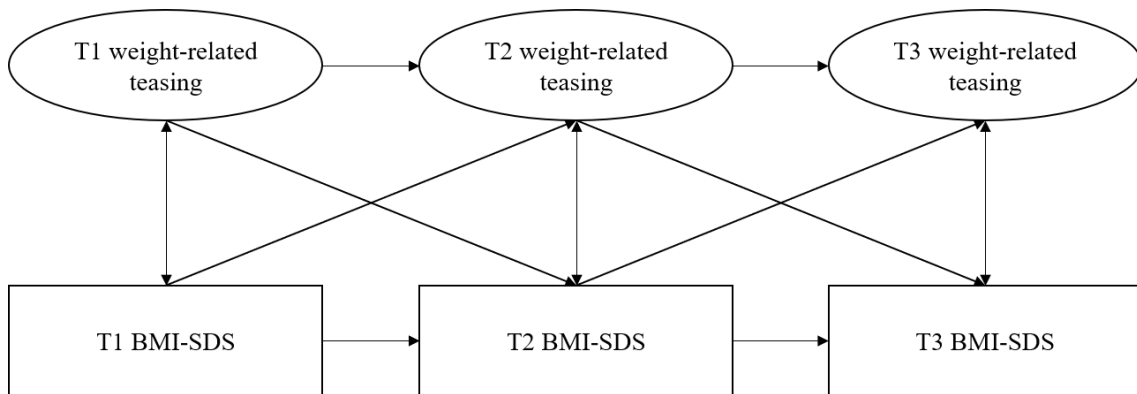 T1 weight-related
teasing
T2 weight-related
teasing
T3 weight-related
teasing
T1 BMI-SDS
T2 BMI-SDS
T3 BMI-SDS